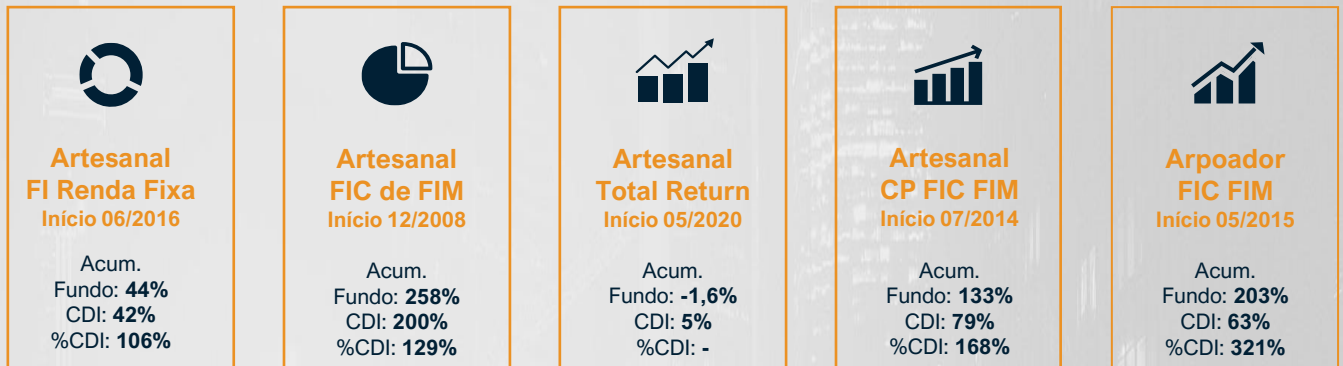 Artesanal
FI Renda Fixa
Início 06/2016
Acum.
Fundo: 44%
CDI: 42%
%CDI: 106%
Artesanal
FIC de FIM
Início 12/2008
Acum.
Fundo: 258%
CDI: 200%
%CDI: 129%
Artesanal
Total Return
Início 05/2020
Acum.
Fundo: -1,6%
CDI: 5%
%CDI: -
Artesanal
CP FIC FIM
Início 07/2014
Acum.
Fundo: 133%
CDI: 79%
%CDI: 168%
Arpoador
FIC FIM
Início 05/2015
Acum.
Fundo: 203%
CDI: 63%
%CDI: 321%